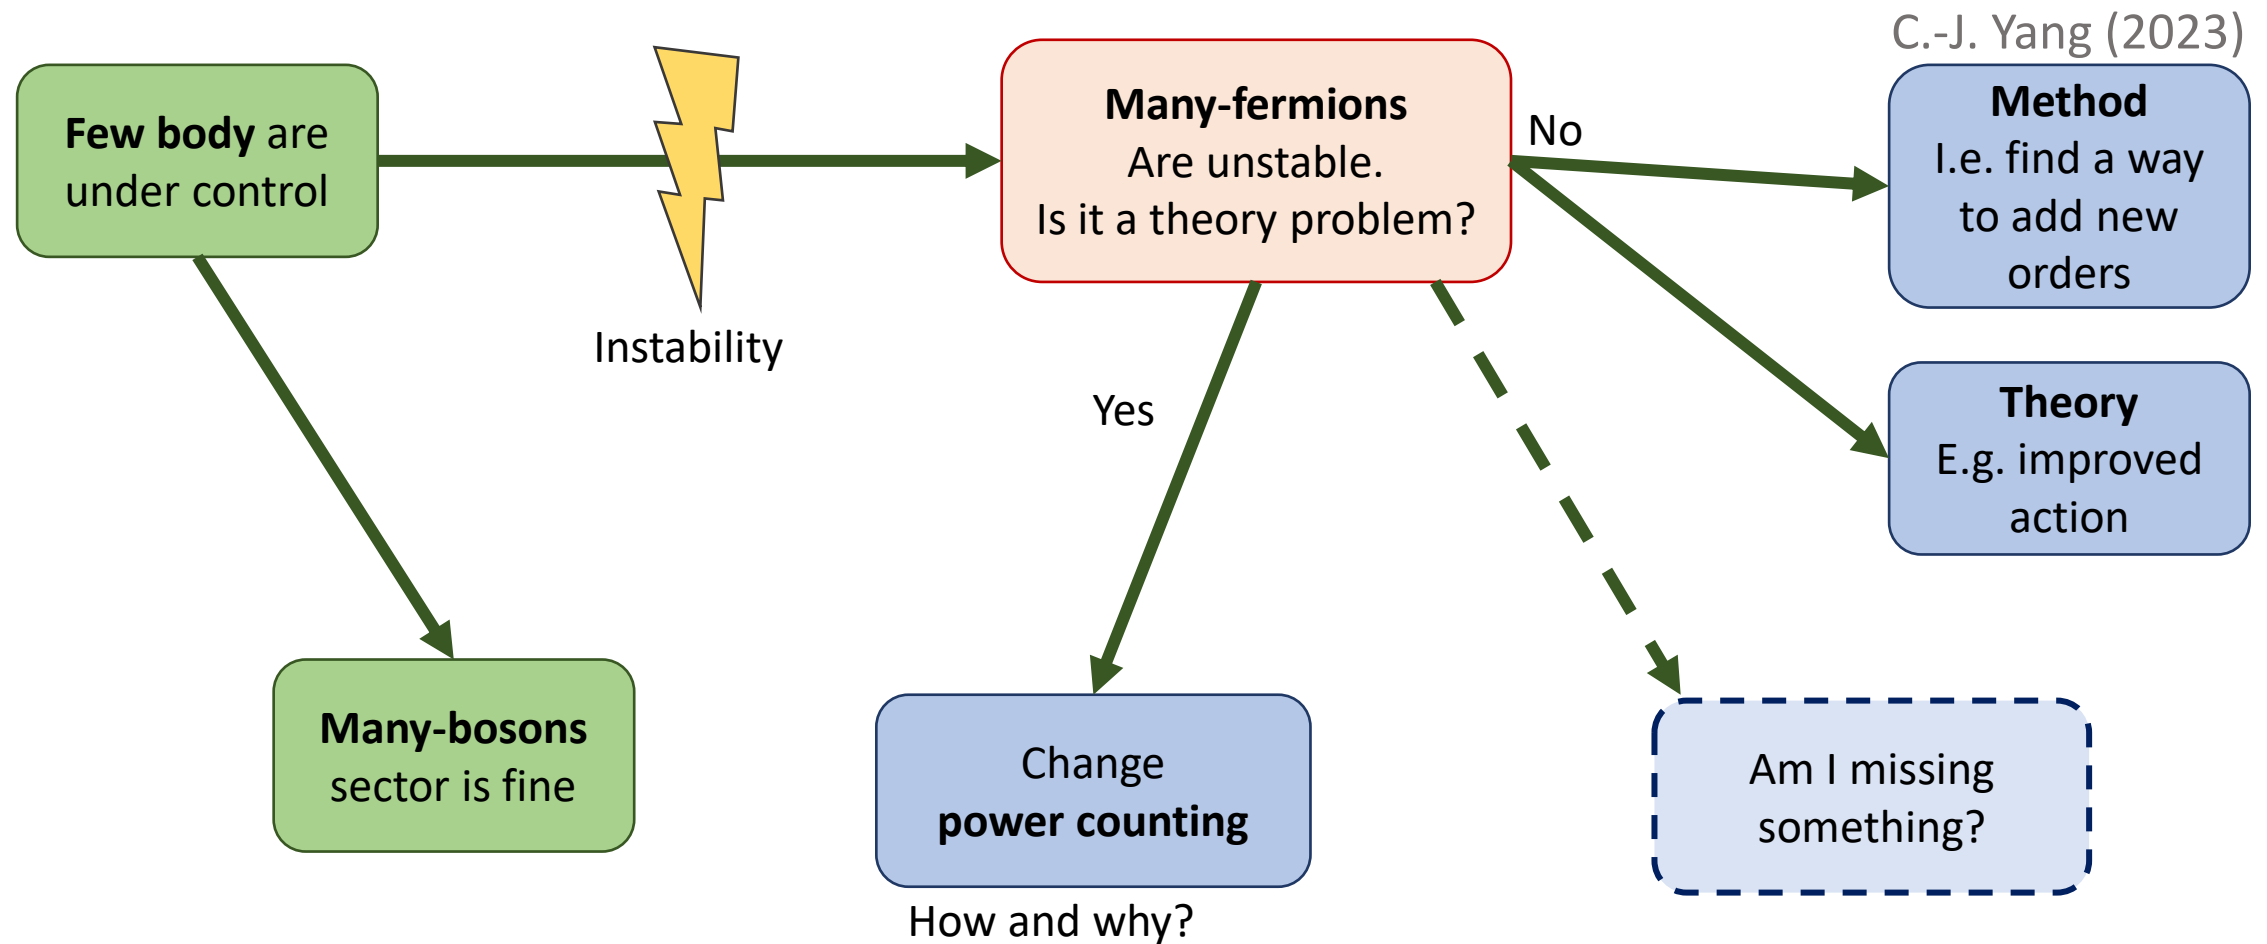 C.-J. Yang (2023)
Few body are
under control
Instability
Many-fermions
Are unstable.
Is it a theory problem?
No
Method
I.e. find a way
to add new
orders
Theory
E.g. improved
action
Yes
Many-bosons
sector is fine
Change
power counting
How and why?
Am I missing
something?